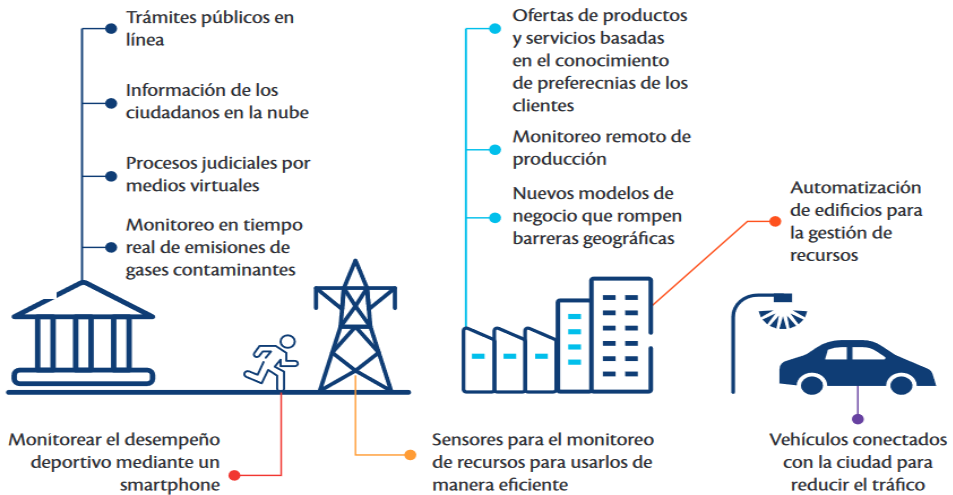 Trámites públicos en
línea
Información de los
ciudadanos en la nube
Procesos judiciales por
medios virtuales
Monitoreo en tiempo
real de emisiones de
gases contaminantes
Ofertas de productos
y servicios basadas
en el conocimiento
de preferecnias de los
clientes
Monitoreo remoto de
producción
Nuevos modelos de
negocio que rompen
barreras geográficas
Automatización
de edificios para
la gestión de
recursos
Monitorear el desempeño
deportivo mediante un
smartphone
Sensores para el monitoreo
de recursos para usarlos de
manera eficiente
Vehículos conectados
con la ciudad para
reducir el tráfico